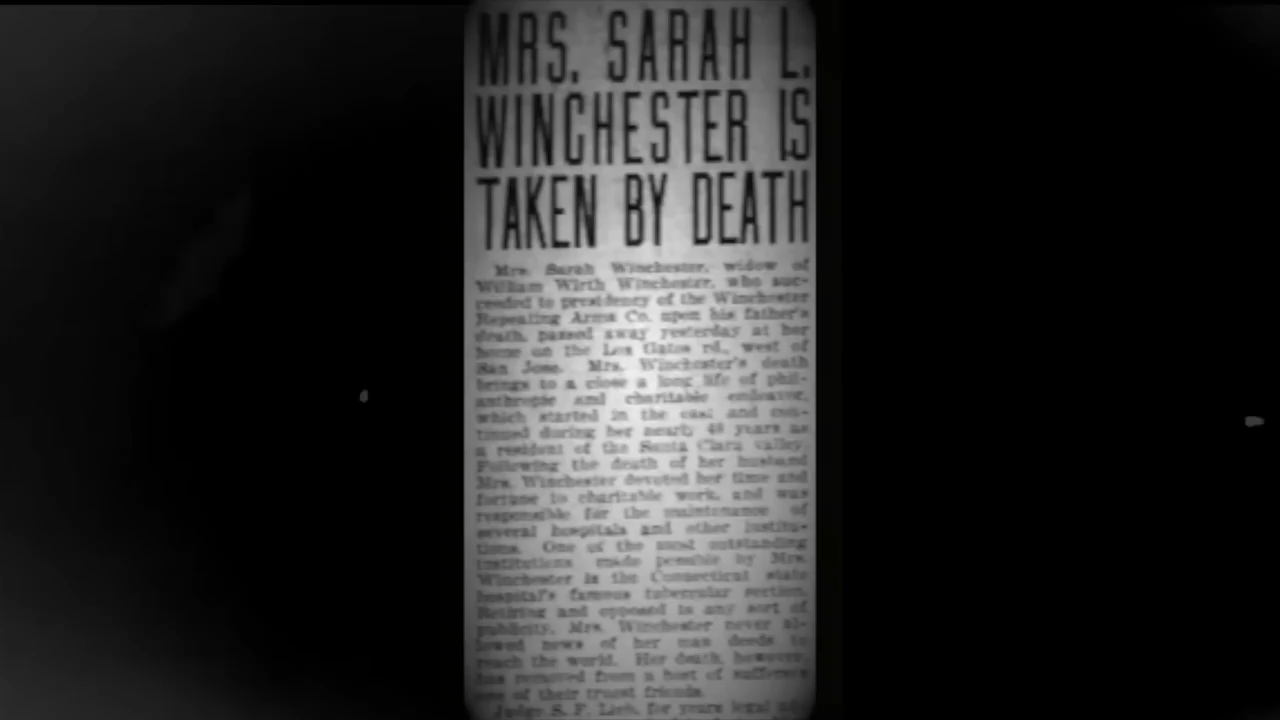 MRS. SARAH L.
WINCHESTER IS
TAKEN BY DEATH
Mrs. Sarah Winchester, widow of
William Wirth Winchester, who suc-
ceeded to presidency of the Winchester
Repeating Arms Co. upon his father's
death, passed away yesterday at her
home on the Los Gatos rd., west of
San Jose. Mrs. Winchester's death
brings to a close a long life of phil-
anthropic and charitable endeavor,
which started in the east and con-
tinued during her nearly 40 years as
a resident of the Santa Clara valley.
Following the death of her husband
Mrs. Winchester devoted her time and
fortune to charitable work, and was
responsible for the maintenance of
several hospitals and other institu-
tions. One of the most outstanding
institutions made possible by Mrs.
Winchester is the Connecticut state
hospital's famous tubercular section.
Retiring and opposed to any sort of
publicity, Mrs. Winchester never al-
lowed news of her man deeds to
reach the world. Her death, however,
has removed from a host of sufferers
one of their truest friends.
Judge S. F. Lieb, for years legal